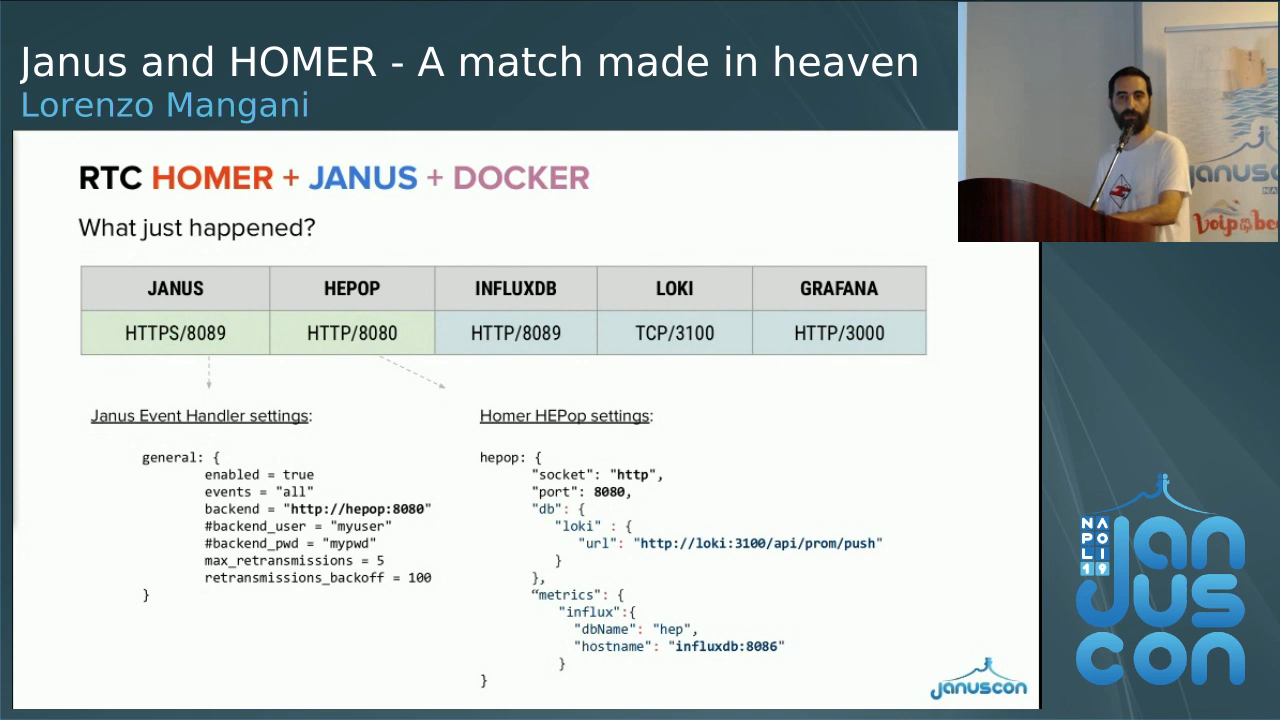 Janus and HOMER - A match made in heaven
Lorenzo Mangani
RTC HOMER + JANUS + DOCKER
What just happened?
JANUS HEPOP INFLUXDB LOKI GRAFANA
HTTPS/8089 HTTP/8080 HTTP/8089 TCP/3100 HTTP/3000
Janus Event Handler settings:
general: {
enabled = true
events = "all"
backend = "http://hepop:8080"
#backend_user = "myuser"
#backend_pwd = "mypwd"
max_retransmissions = 5
retransmissions_backoff = 100
}
Homer HEPop settings:
hepop: {
"socket": "http",
"port": 8080,
"db": {
"loki" : {
"url": "http://loki:3100/api/prom/push"
}
},
“metrics": {
"influx":{
"dbName": "hep",
"hostname": "influxdb:8086"
}
}
januscon
NAPOLI 19
Janus con